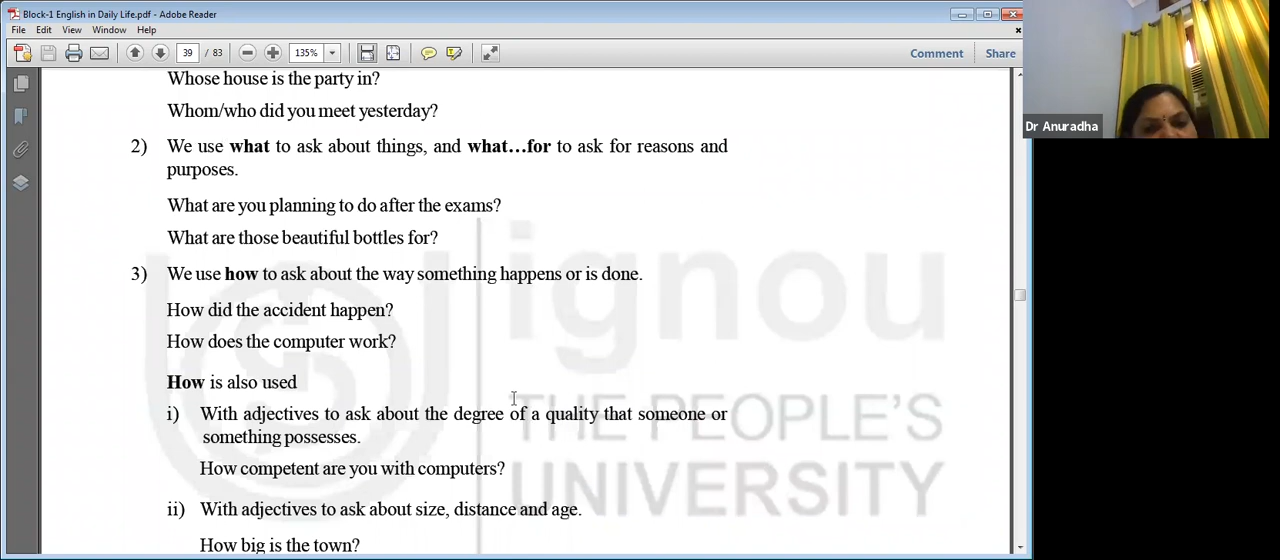 Block-1 English in Daily Life.pdf - Adobe Reader
File Edit View Window Help
39 / 83 135% Comment Share
Whose house is the party in?
Whom/who did you meet yesterday?
2) We use what to ask about things, and what…for to ask for reasons and
purposes.
What are you planning to do after the exams?
What are those beautiful bottles for?
3) We use how to ask about the way something happens or is done.
How did the accident happen?
How does the computer work?
How is also used
i) With adjectives to ask about the degree of a quality that someone or
something possesses.
How competent are you with computers?
ii) With adjectives to ask about size, distance and age.
How big is the town?
ignou
THE PEOPLE'S
UNIVERSITY
Dr Anuradha